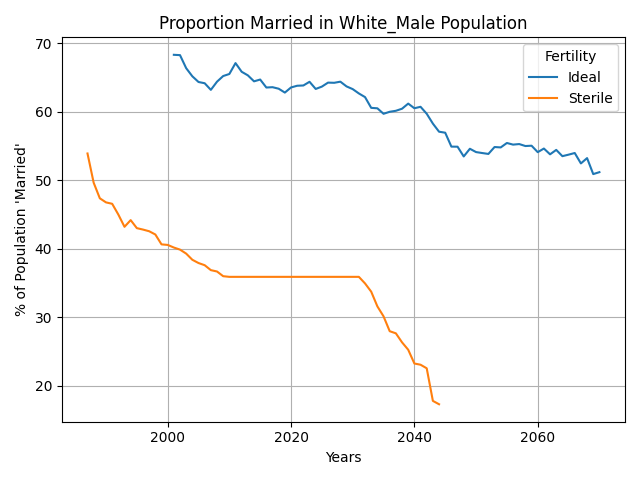 Proportion Married in White_Male Population
% of Population 'Married'
70
60
50
40
30
20
Fertility
Ideal
Sterile
2000
2020
2040
2060
Years